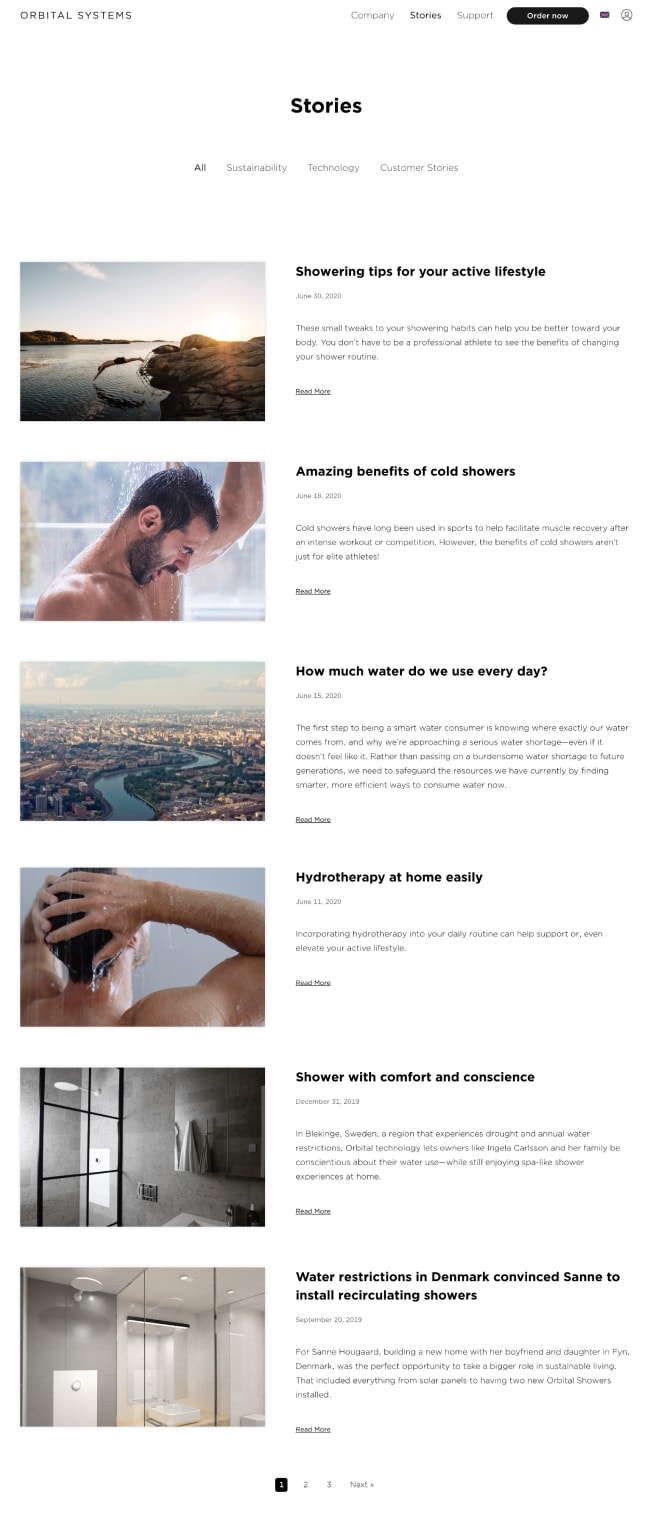 ORBITAL SYSTEMS
Company Stories Support Order now
Stories
All Sustainability Technology Customer Stories
Showering tips for your active lifestyle
June 30, 2020
These small tweaks to your showering habits can help you be better toward your
body. You don't have to be a professional athlete to see the benefits of changing
your shower routine.
Read More
Amazing benefits of cold showers
June 18, 2020
Cold showers have long been used in sports to help facilitate muscle recovery after
an intense workout or competition. However, the benefits of cold showers aren't
just for elite athletes!
Read More
How much water do we use every day?
June 15, 2020
The first step to being a smart water consumer is knowing where exactly our water
comes from, and why we're approaching a serious water shortage—even if it
doesn't feel like it. Rather than passing on a burdensome water shortage to future
generations, we need to safeguard the resources we have currently by finding
smarter, more efficient ways to consume water now.
Read More
Hydrotherapy at home easily
June 11, 2020
Incorporating hydrotherapy into your daily routine can help support or, even
elevate your active lifestyle.
Read More
Shower with comfort and conscience
December 31, 2019
In Blekinge, Sweden, a region that experiences drought and annual water
restrictions, Orbital technology lets owners like Ingela Carlsson and her family be
conscientious about their water use—while still enjoying spa-like shower
experiences at home.
Read More
Water restrictions in Denmark convinced Sanne to
install recirculating showers
September 20, 2019
For Sanne Hougaard, building a new home with her boyfriend and daughter in Fyn,
Denmark, was the perfect opportunity to take a bigger role in sustainable living.
That included everything from solar panels to having two new Orbital Showers
installed.
Read More
1 2 3 Next »